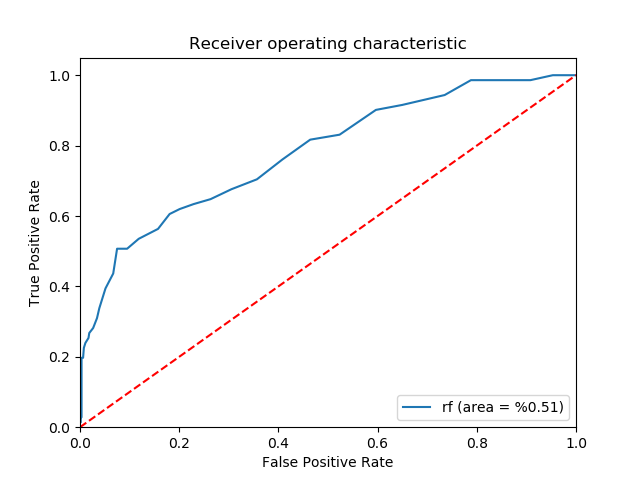 Receiver operating characteristic
True Positive Rate
1.0
0.8
0.6
0.4
0.2
0.0
0.0 0.2 0.4 0.6 0.8 1.0
False Positive Rate
rf (area = %0.51)